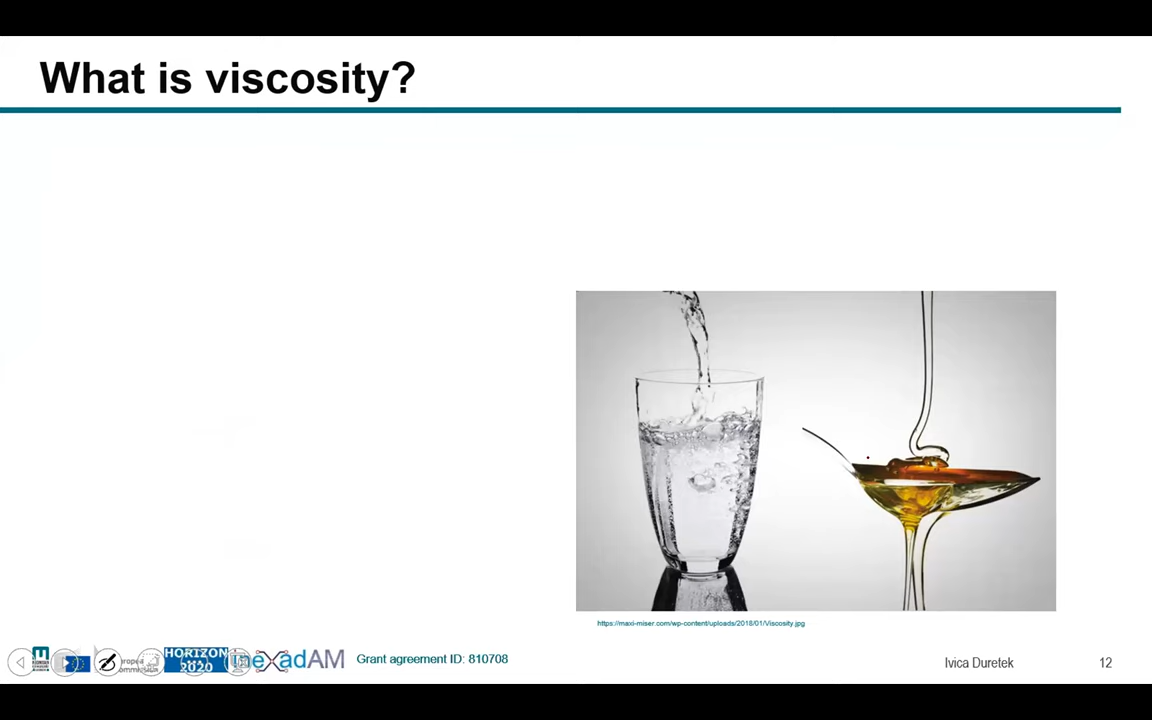 What is viscosity?
https://maxi-miser.com/wp-content/uploads/2018/01/Viscosity.jpg
HORIZON
2020
inexadAM
Grant agreement ID: 810708
Ivica Duretek
12